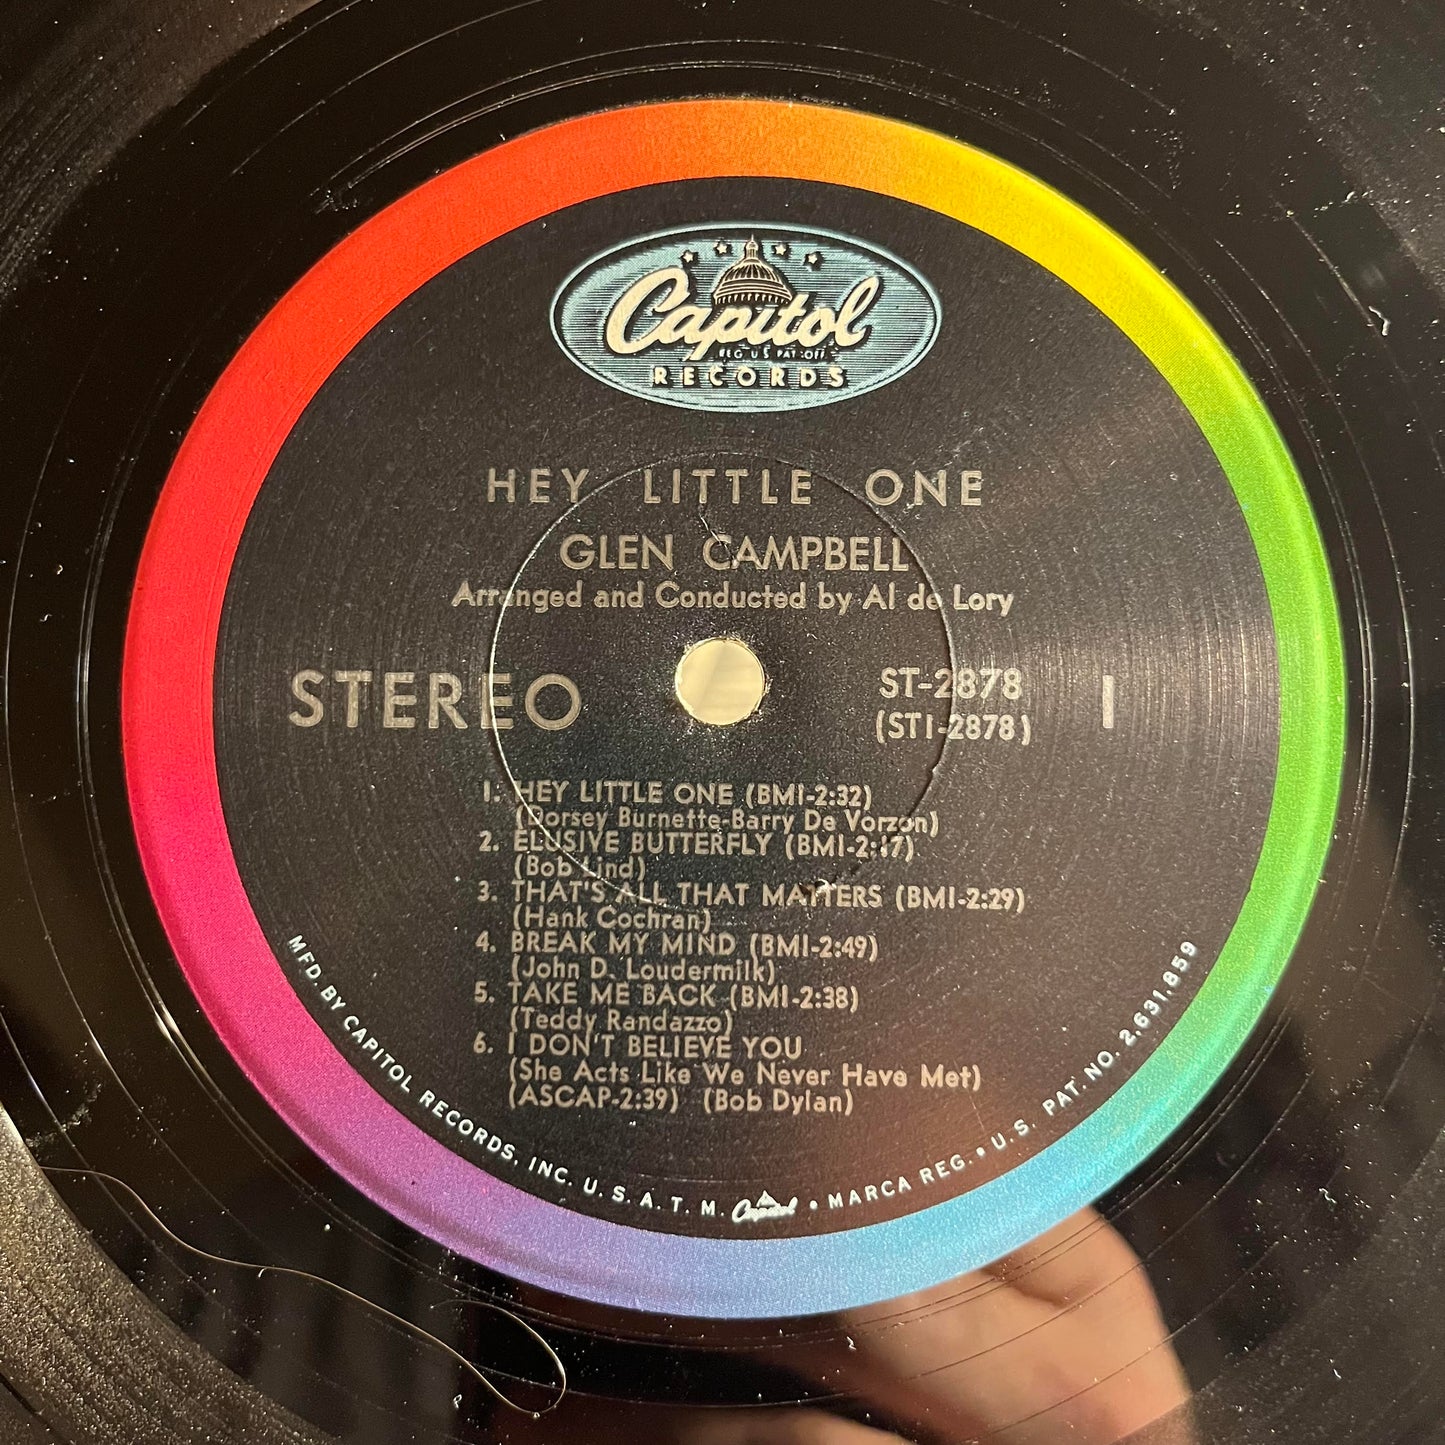 Capitol
REG. U.S. PAT. OFF.
RECORDS
HEY LITTLE ONE
GLEN CAMPBELL
Arranged and Conducted by Al de Lory
STEREO
ST-2878
(ST1-2878)
1
1. HEY LITTLE ONE (BMI-2:32)
(Dorsey Burnette-Barry De Vorzon)
2. ELUSIVE BUTTERFLY (BMI-2:17)
(Bob Lind)
3. THAT'S ALL THAT MATTERS (BMI-2:29)
(Hank Cochran)
4. BREAK MY MIND (BMI-2:49)
(John D. Loudermilk)
5. TAKE ME BACK (BMI-2:38)
(Teddy Randazzo)
6. I DON'T BELIEVE YOU
(She Acts Like We Never Have Met)
(ASCAP-2:39) (Bob Dylan)
MFD. BY CAPITOL RECORDS, INC. U.S.A. T.M. Capitol • MARCA REG. • U.S. PAT. NO. 2,631,859